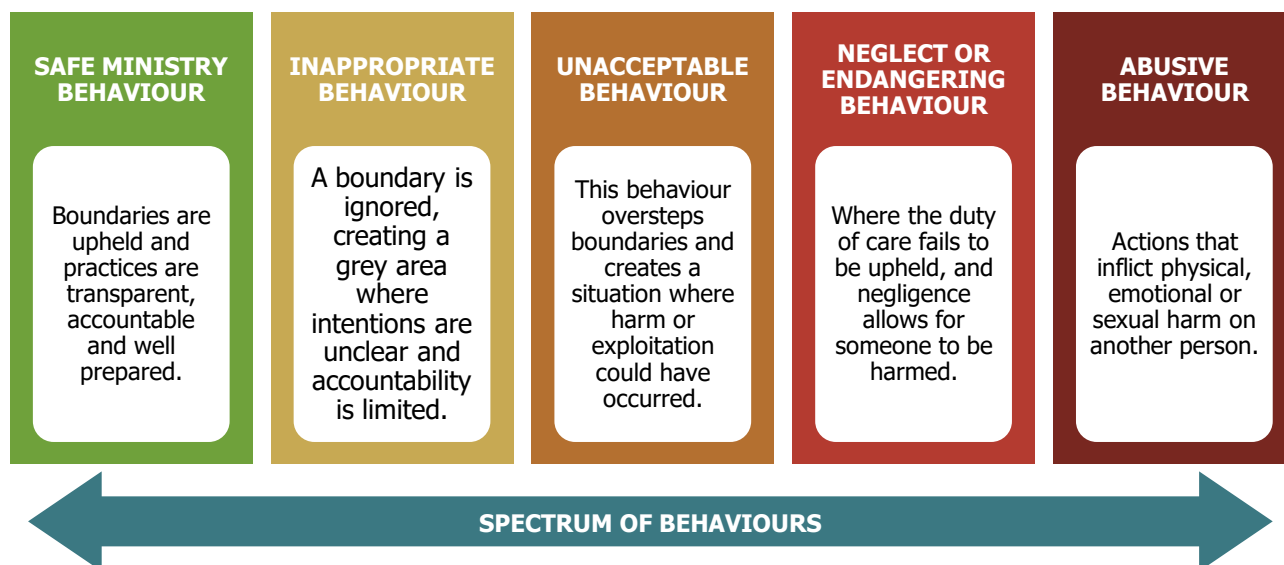 SAFE MINISTRY
BEHAVIOUR
Boundaries are
upheld and
practices are
transparent,
accountable
and well
prepared.
INAPPROPRIATE
BEHAVIOUR
A boundary is
ignored,
creating a
grey area
where
intentions are
unclear and
accountability
is limited.
UNACCEPTABLE
BEHAVIOUR
This behaviour
oversteps
boundaries and
creates a
situation where
harm or
exploitation
could have
occurred.
NEGLECT OR
ENDANGERING
BEHAVIOUR
Where the duty
of care fails to
be upheld, and
negligence
allows for
someone to be
harmed.
ABUSIVE
BEHAVIOUR
Actions that
inflict physical,
emotional or
sexual harm on
another person.
SPECTRUM OF BEHAVIOURS